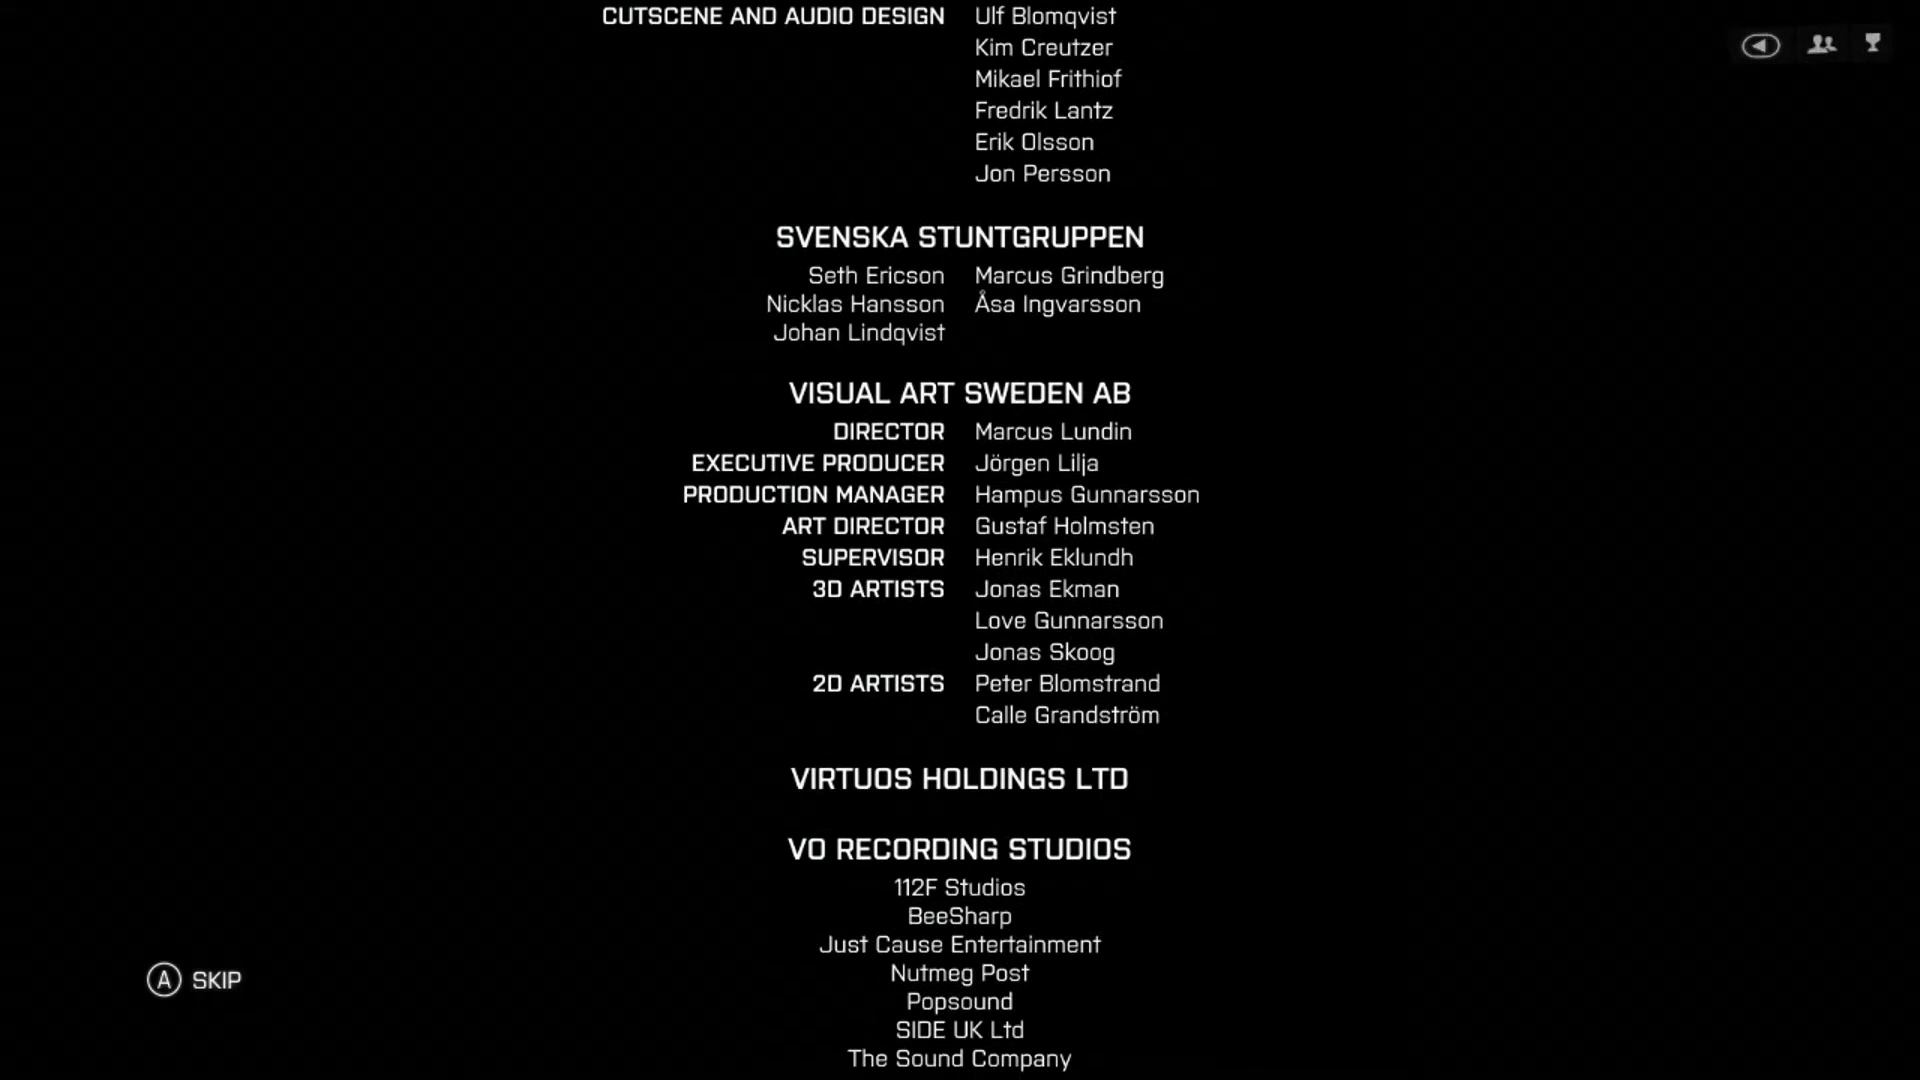 CUTSCENE AND AUDIO DESIGN Ulf Blomqvist
Kim Creutzer
Mikael Frithiof
Fredrik Lantz
Erik Olsson
Jon Persson
SVENSKA STUNTGRUPPEN
Seth Ericson Marcus Grindberg
Nicklas Hansson Åsa Ingvarsson
Johan Lindqvist
VISUAL ART SWEDEN AB
DIRECTOR Marcus Lundin
EXECUTIVE PRODUCER Jörgen Lilja
PRODUCTION MANAGER Hampus Gunnarsson
ART DIRECTOR Gustaf Holmsten
SUPERVISOR Henrik Eklundh
3D ARTISTS Jonas Ekman
Love Gunnarsson
Jonas Skoog
2D ARTISTS Peter Blomstrand
Calle Grandström
VIRTUOS HOLDINGS LTD
VO RECORDING STUDIOS
112F Studios
BeeSharp
Just Cause Entertainment
Nutmeg Post
Popsound
SIDE UK Ltd
The Sound Company
A SKIP